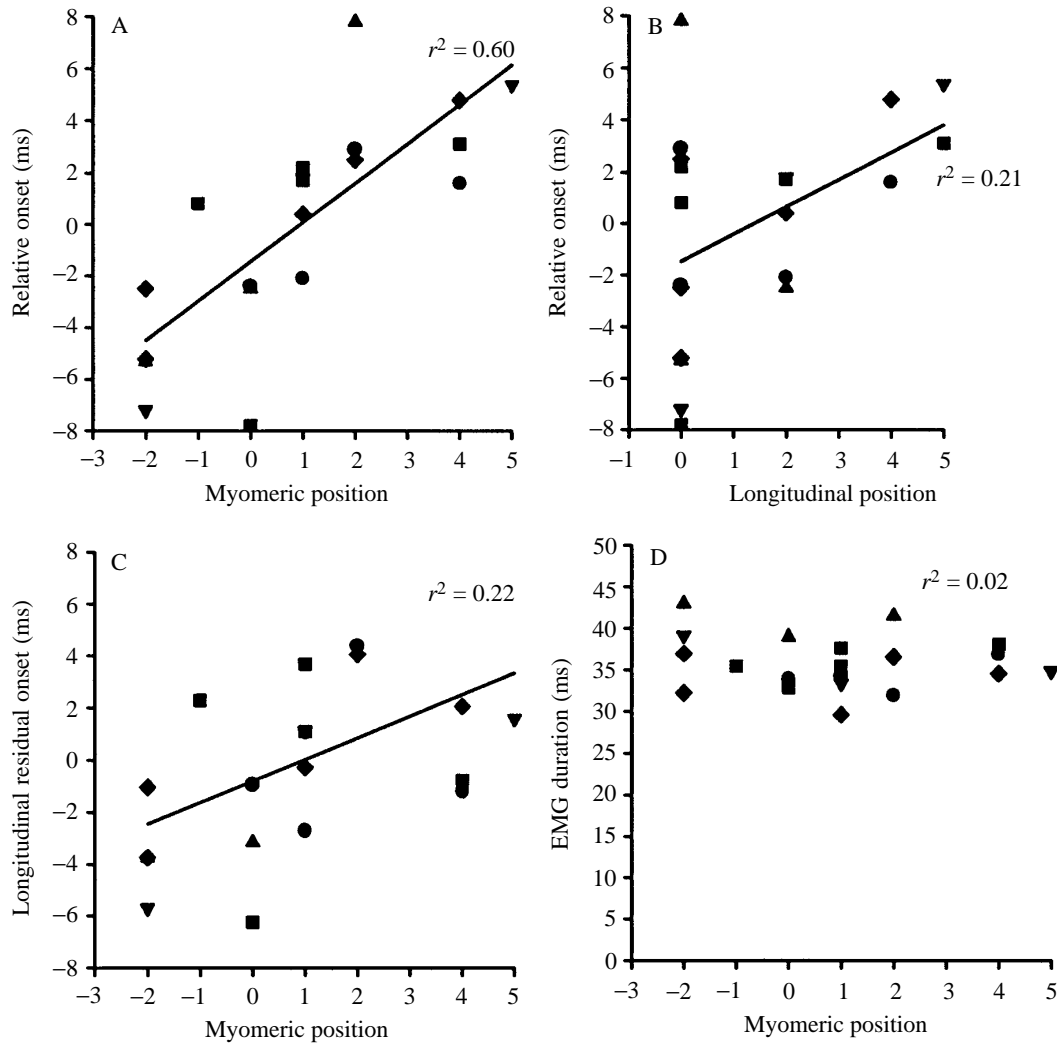 A
r² = 0.60
8
6
4
2
0
−2
−4
−6
−8
Relative onset (ms)
−3 −2 −1 0 1 2 3 4 5
Myomeric position
B
r² = 0.21
8
6
4
2
0
−2
−4
−6
−8
Relative onset (ms)
−1 0 1 2 3 4 5
Longitudinal position
C
r² = 0.22
8
6
4
2
0
−2
−4
−6
−8
Longitudinal residual onset (ms)
−3 −2 −1 0 1 2 3 4 5
Myomeric position
D
r² = 0.02
50
45
40
35
30
25
20
15
10
5
0
EMG duration (ms)
−3 −2 −1 0 1 2 3 4 5
Myomeric position